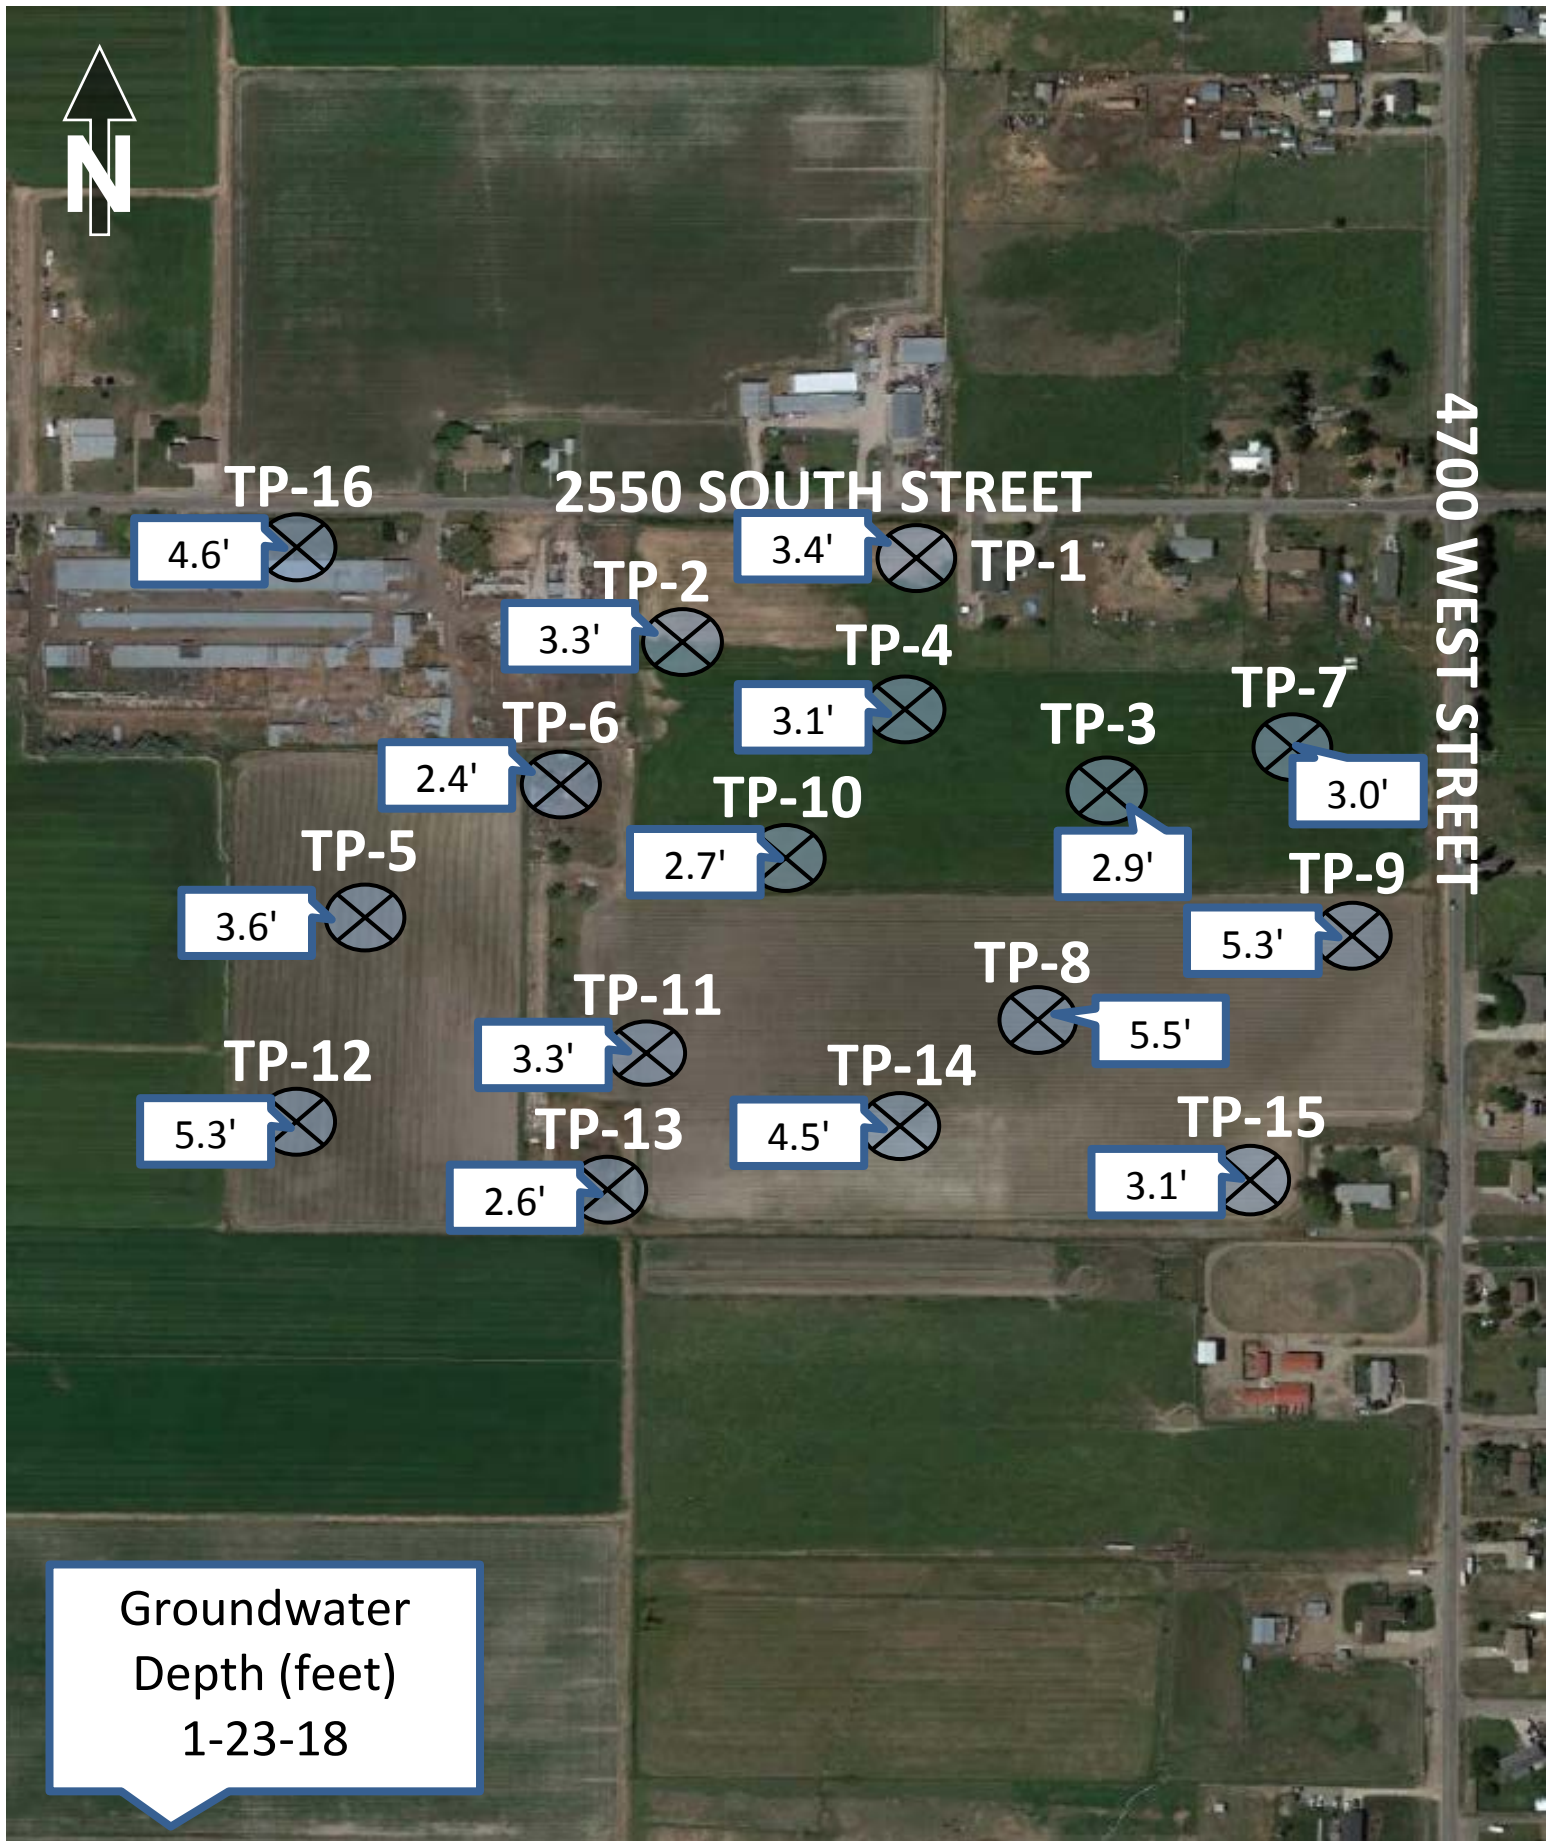 N
4700 WEST STREET
TP-16
2550 SOUTH STREET
4.6'
3.4'
TP-1
TP-2
3.3'
TP-4
3.1'
TP-7
TP-3
3.0'
TP-6
2.4'
TP-10
2.7'
2.9'
TP-5
3.6'
TP-9
5.3'
TP-8
5.5'
TP-11
3.3'
TP-12
5.3'
TP-14
4.5'
TP-13
2.6'
TP-15
3.1'
Groundwater
Depth (feet)
1-23-18